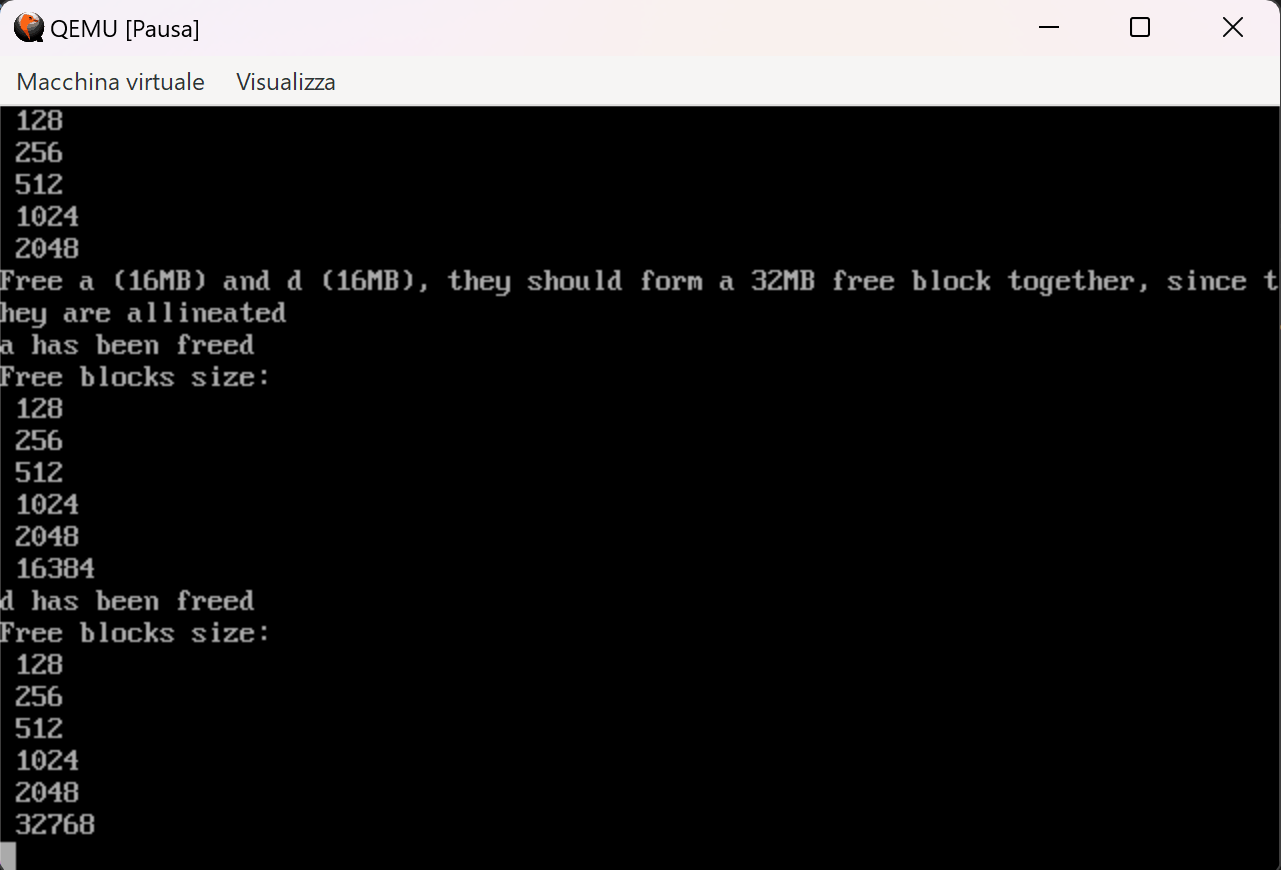 QEMU [Pausa]
Macchina virtuale Visualizza
128
256
512
1024
2048
Free a (16MB) and d (16MB), they should form a 32MB free block together, since t
hey are allineated
a has been freed
Free blocks size:
128
256
512
1024
2048
16384
d has been freed
Free blocks size:
128
256
512
1024
2048
32768